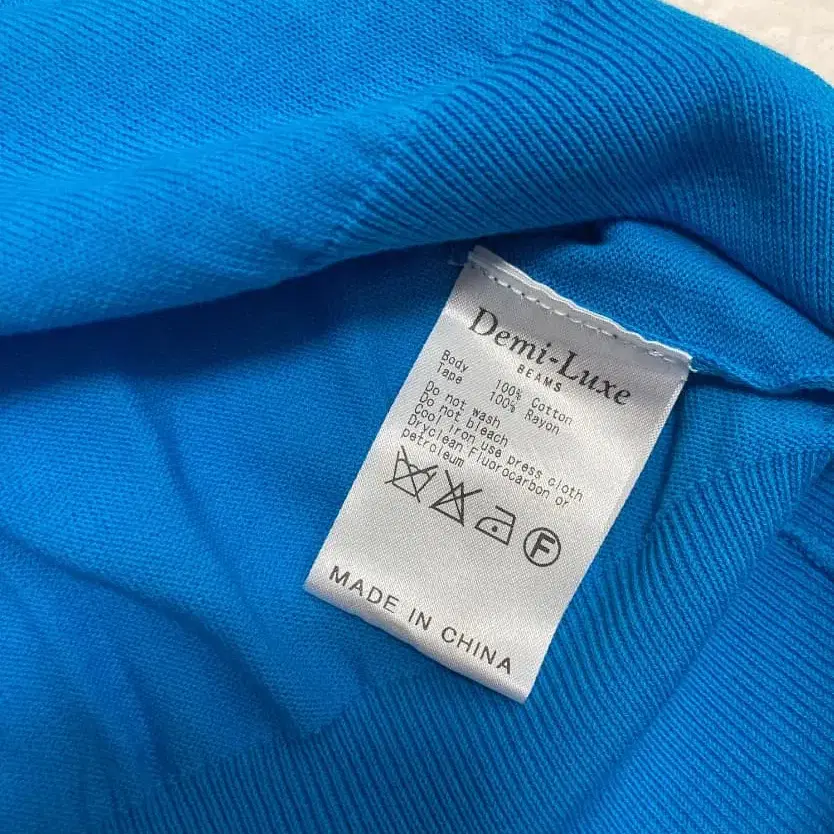 Demi-Luxe
BEAMS
Body 100% Cotton
Tape 100% Rayon
Do not wash
Do not bleach
Cool iron use press cloth
Dryclean Fluorocarbon or
petroleum
F
MADE IN CHINA